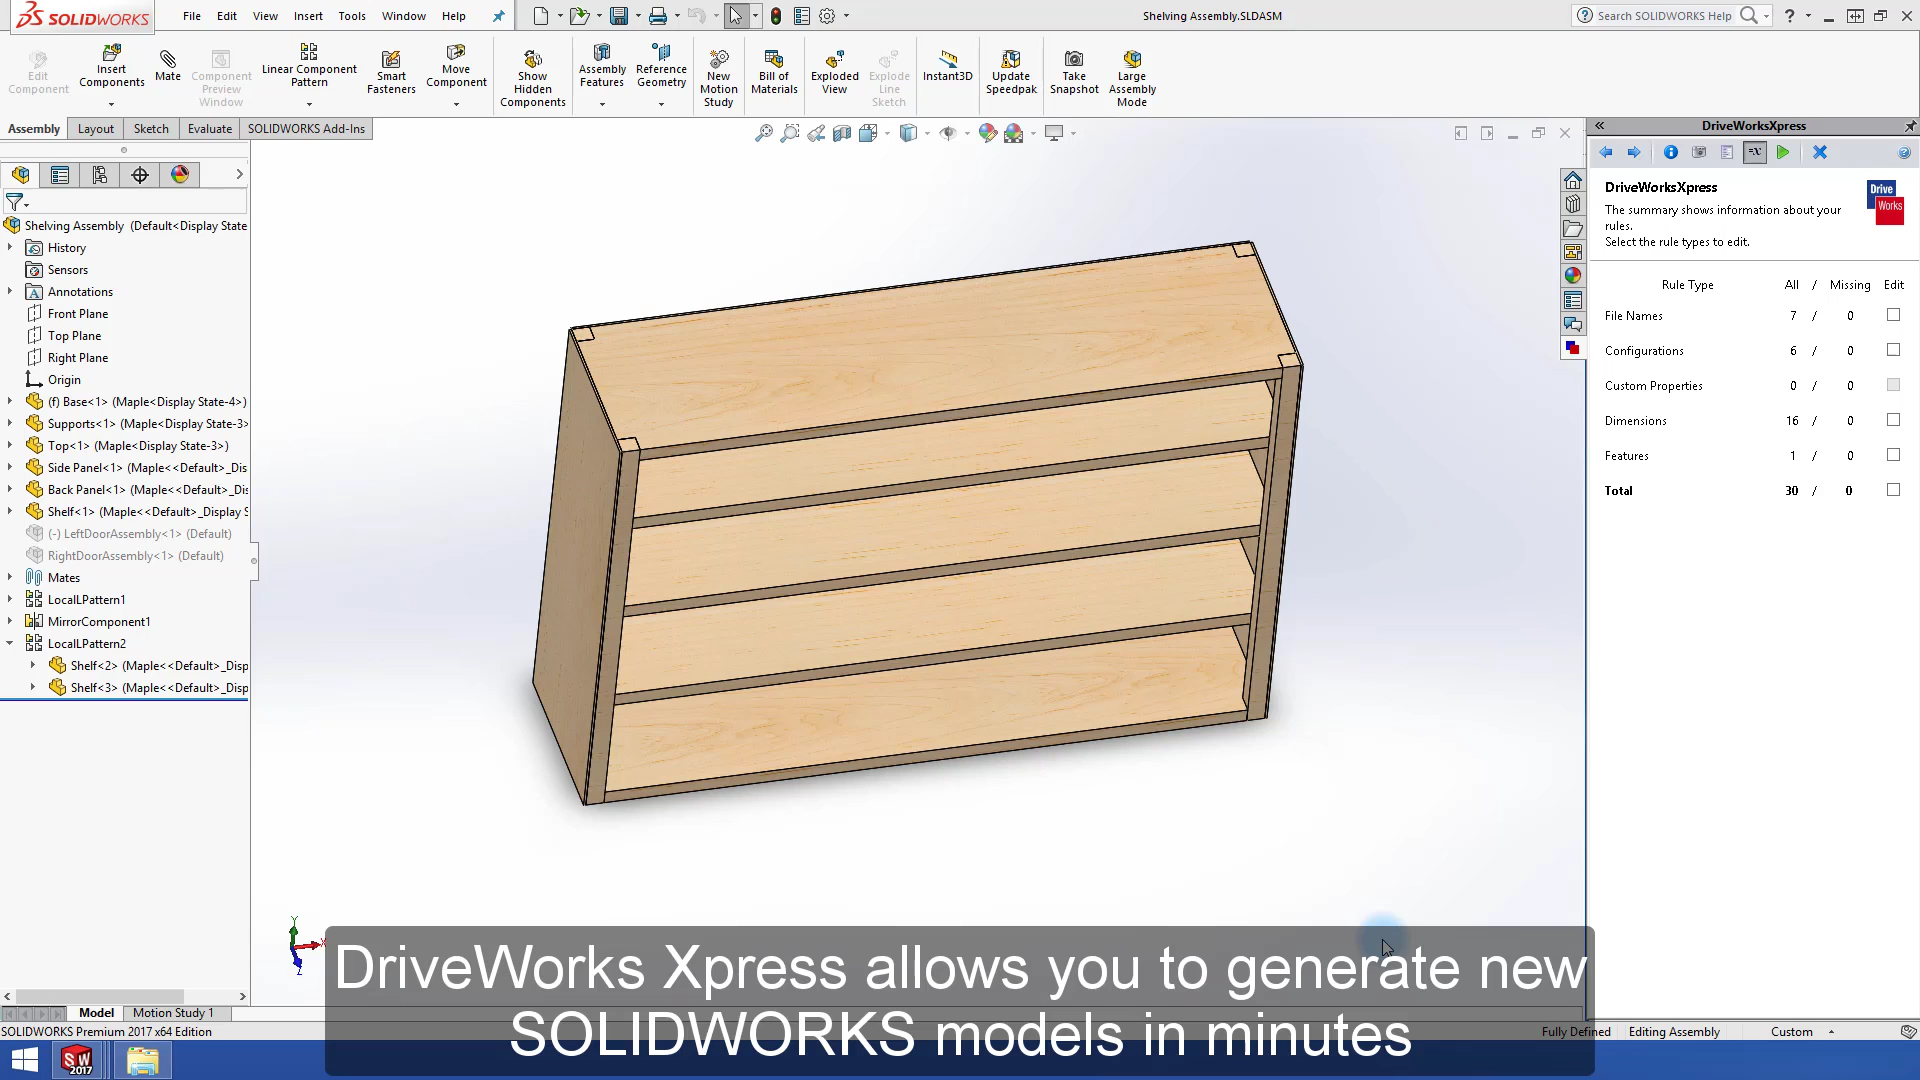 SOLIDWORKS
File Edit View Insert Tools Window Help
Shelving Assembly.SLDASM
Search SOLIDWORKS Help
Edit Component
Insert Components
Mate
Component Preview Window
Linear Component Pattern
Smart Fasteners
Move Component
Show Hidden Components
Assembly Features
Reference Geometry
New Motion Study
Bill of Materials
Exploded View
Explode Line Sketch
Instant3D
Update Speedpak
Take Snapshot
Large Assembly Mode
Assembly Layout Sketch Evaluate SOLIDWORKS Add-Ins
Shelving Assembly (Default<Display State
History
Sensors
Annotations
Front Plane
Top Plane
Right Plane
Origin
(f) Base<1> (Maple<Display State-4>)
Supports<1> (Maple<Display State-3>
Top<1> (Maple<Display State-3>)
Side Panel<1> (Maple<<Default>_Dis
Back Panel<1> (Maple<<Default>_Dis
Shelf<1> (Maple<<Default>_Display S
(-) LeftDoorAssembly<1> (Default)
RightDoorAssembly<1> (Default)
Mates
LocalLPattern1
MirrorComponent1
LocalLPattern2
Shelf<2> (Maple<<Default>_Disp
Shelf<3> (Maple<<Default>_Disp
DriveWorksXpress
DriveWorksXpress
Drive
Works
The summary shows information about your
rules.
Select the rule types to edit.
Rule Type All / Missing Edit
File Names 7 / 0
Configurations 6 / 0
Custom Properties 0 / 0
Dimensions 16 / 0
Features 1 / 0
Total 30 / 0
Y
X
Z
DriveWorks Xpress allows you to generate new
SOLIDWORKS models in minutes
Model Motion Study 1
SOLIDWORKS Premium 2017 x64 Edition
Fully Defined Editing Assembly Custom
SW
2017